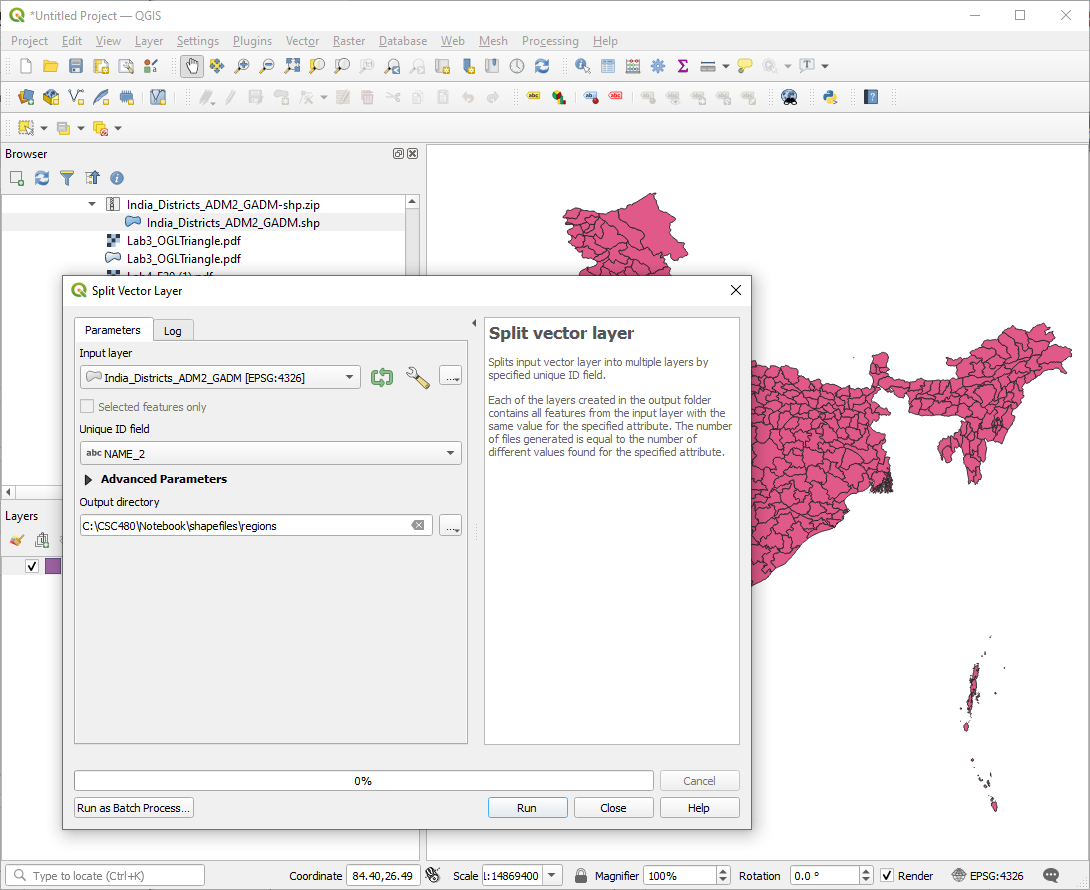 *Untitled Project — QGIS
Project Edit View Layer Settings Plugins Vector Raster Database Web Mesh Processing Help
Browser
India_Districts_ADM2_GADM-shp.zip
India_Districts_ADM2_GADM.shp
Lab3_OGLTriangle.pdf
Lab3_OGLTriangle.pdf
Split Vector Layer
Parameters
Log
Input layer
India_Districts_ADM2_GADM [EPSG:4326]
...
Selected features only
Unique ID field
abc NAME_2
Advanced Parameters
Output directory
C:\CSC480\Notebook\shapefiles\regions
...
Split vector layer
Splits input vector layer into multiple layers by
specified unique ID field.
Each of the layers created in the output folder
contains all features from the input layer with the
same value for the specified attribute. The number
of files generated is equal to the number of
different values found for the specified attribute.
Layers
0%
Cancel
Run as Batch Process...
Run
Close
Help
Type to locate (Ctrl+K)
Coordinate 84.40,26.49
Scale 1:14869400
Magnifier 100%
Rotation 0.0 °
Render
EPSG:4326